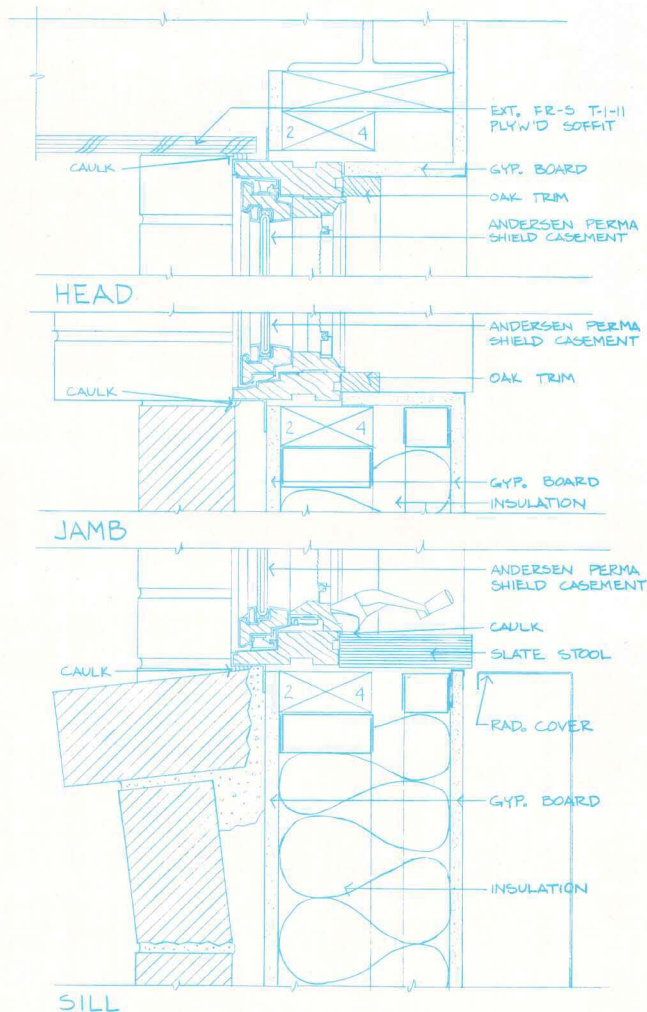 EXT. FR-S T-1-11
PLYW'D SOFFIT
2 4
CAULK
GYP. BOARD
OAK TRIM
ANDERSEN PERMA
SHIELD CASEMENT
HEAD
ANDERSEN PERMA
SHIELD CASEMENT
OAK TRIM
CAULK
2 4
GYP. BOARD
INSULATION
JAMB
ANDERSEN PERMA
SHIELD CASEMENT
CAULK
SLATE STOOL
CAULK
2 4
RAD. COVER
GYP. BOARD
INSULATION
SILL